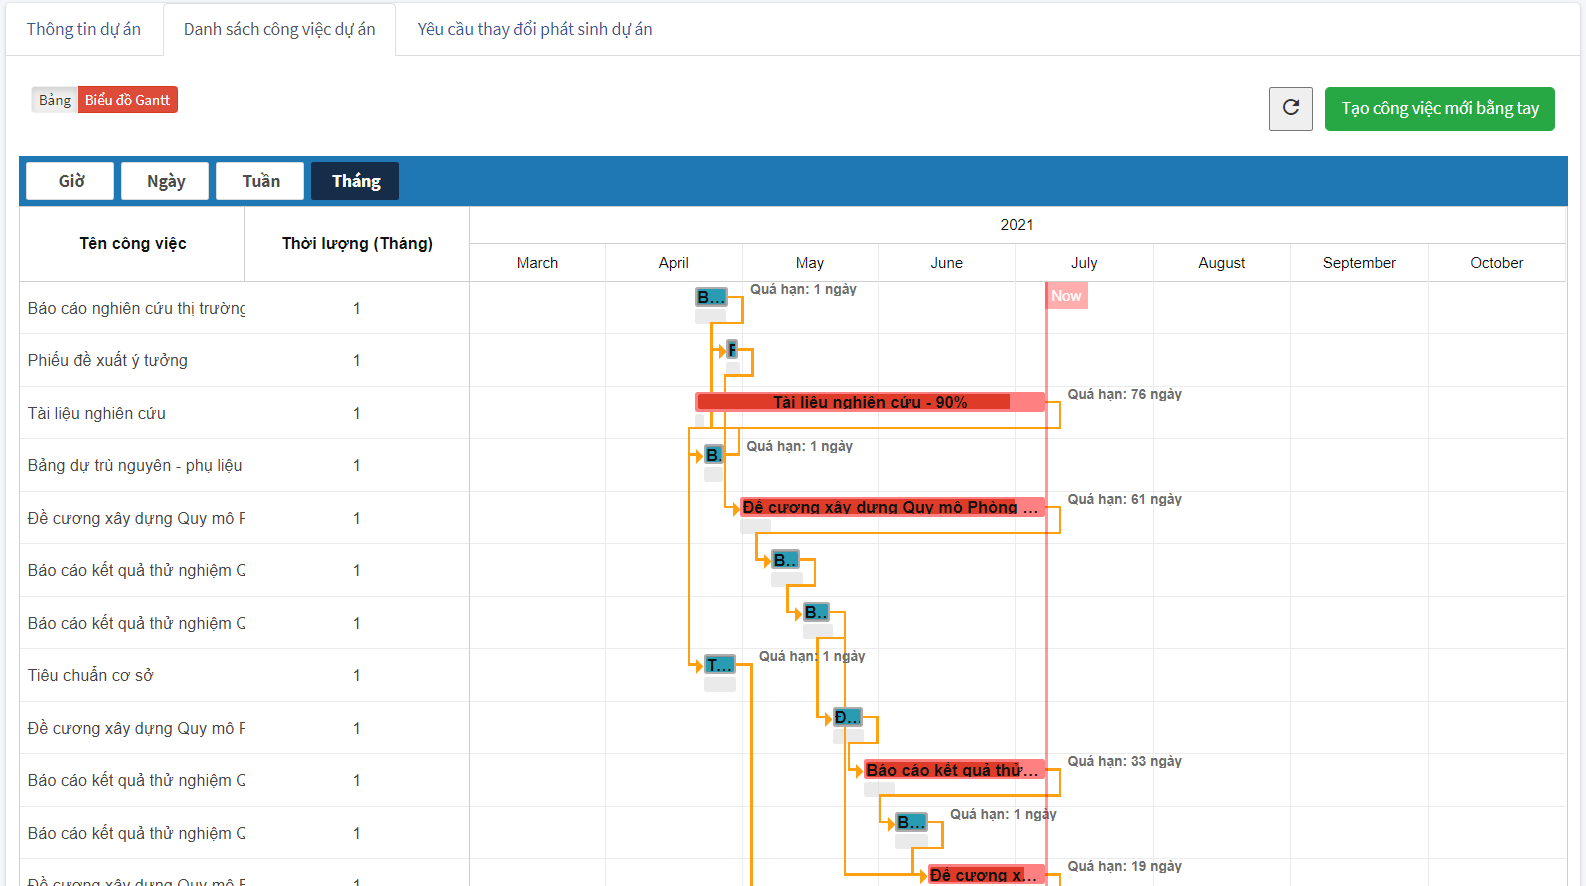 Thông tin dự án
Danh sách công việc dự án
Yêu cầu thay đổi phát sinh dự án
Bảng
Biểu đồ Gantt
Tạo công việc mới bằng tay
Giờ
Ngày
Tuần
Tháng
Tên công việc
Thời lượng (Tháng)
2021
March
April
May
June
July
August
September
October
Báo cáo nghiên cứu thị trường
1
B...
Quá hạn: 1 ngày
Now
Phiếu đề xuất ý tưởng
1
Tài liệu nghiên cứu
1
Tài liệu nghiên cứu - 90%
Quá hạn: 76 ngày
Bảng dự trù nguyên - phụ liệu
1
B.
Quá hạn: 1 ngày
Đề cương xây dựng Quy mô
1
Đề cương xây dựng Quy mô Phòng ...
Quá hạn: 61 ngày
Báo cáo kết quả thử nghiệm
1
B..
Báo cáo kết quả thử nghiệm
1
B..
Tiêu chuẩn cơ sở
1
T...
Quá hạn: 1 ngày
Đề cương xây dựng Quy mô
1
Đ...
Báo cáo kết quả thử nghiệm
1
Báo cáo kết quả thử...
Quá hạn: 33 ngày
Báo cáo kết quả thử nghiệm
1
B...
Quá hạn: 1 ngày
Đề cương xây dựng Quy mô
1
Đề cương x...
Quá hạn: 19 ngày